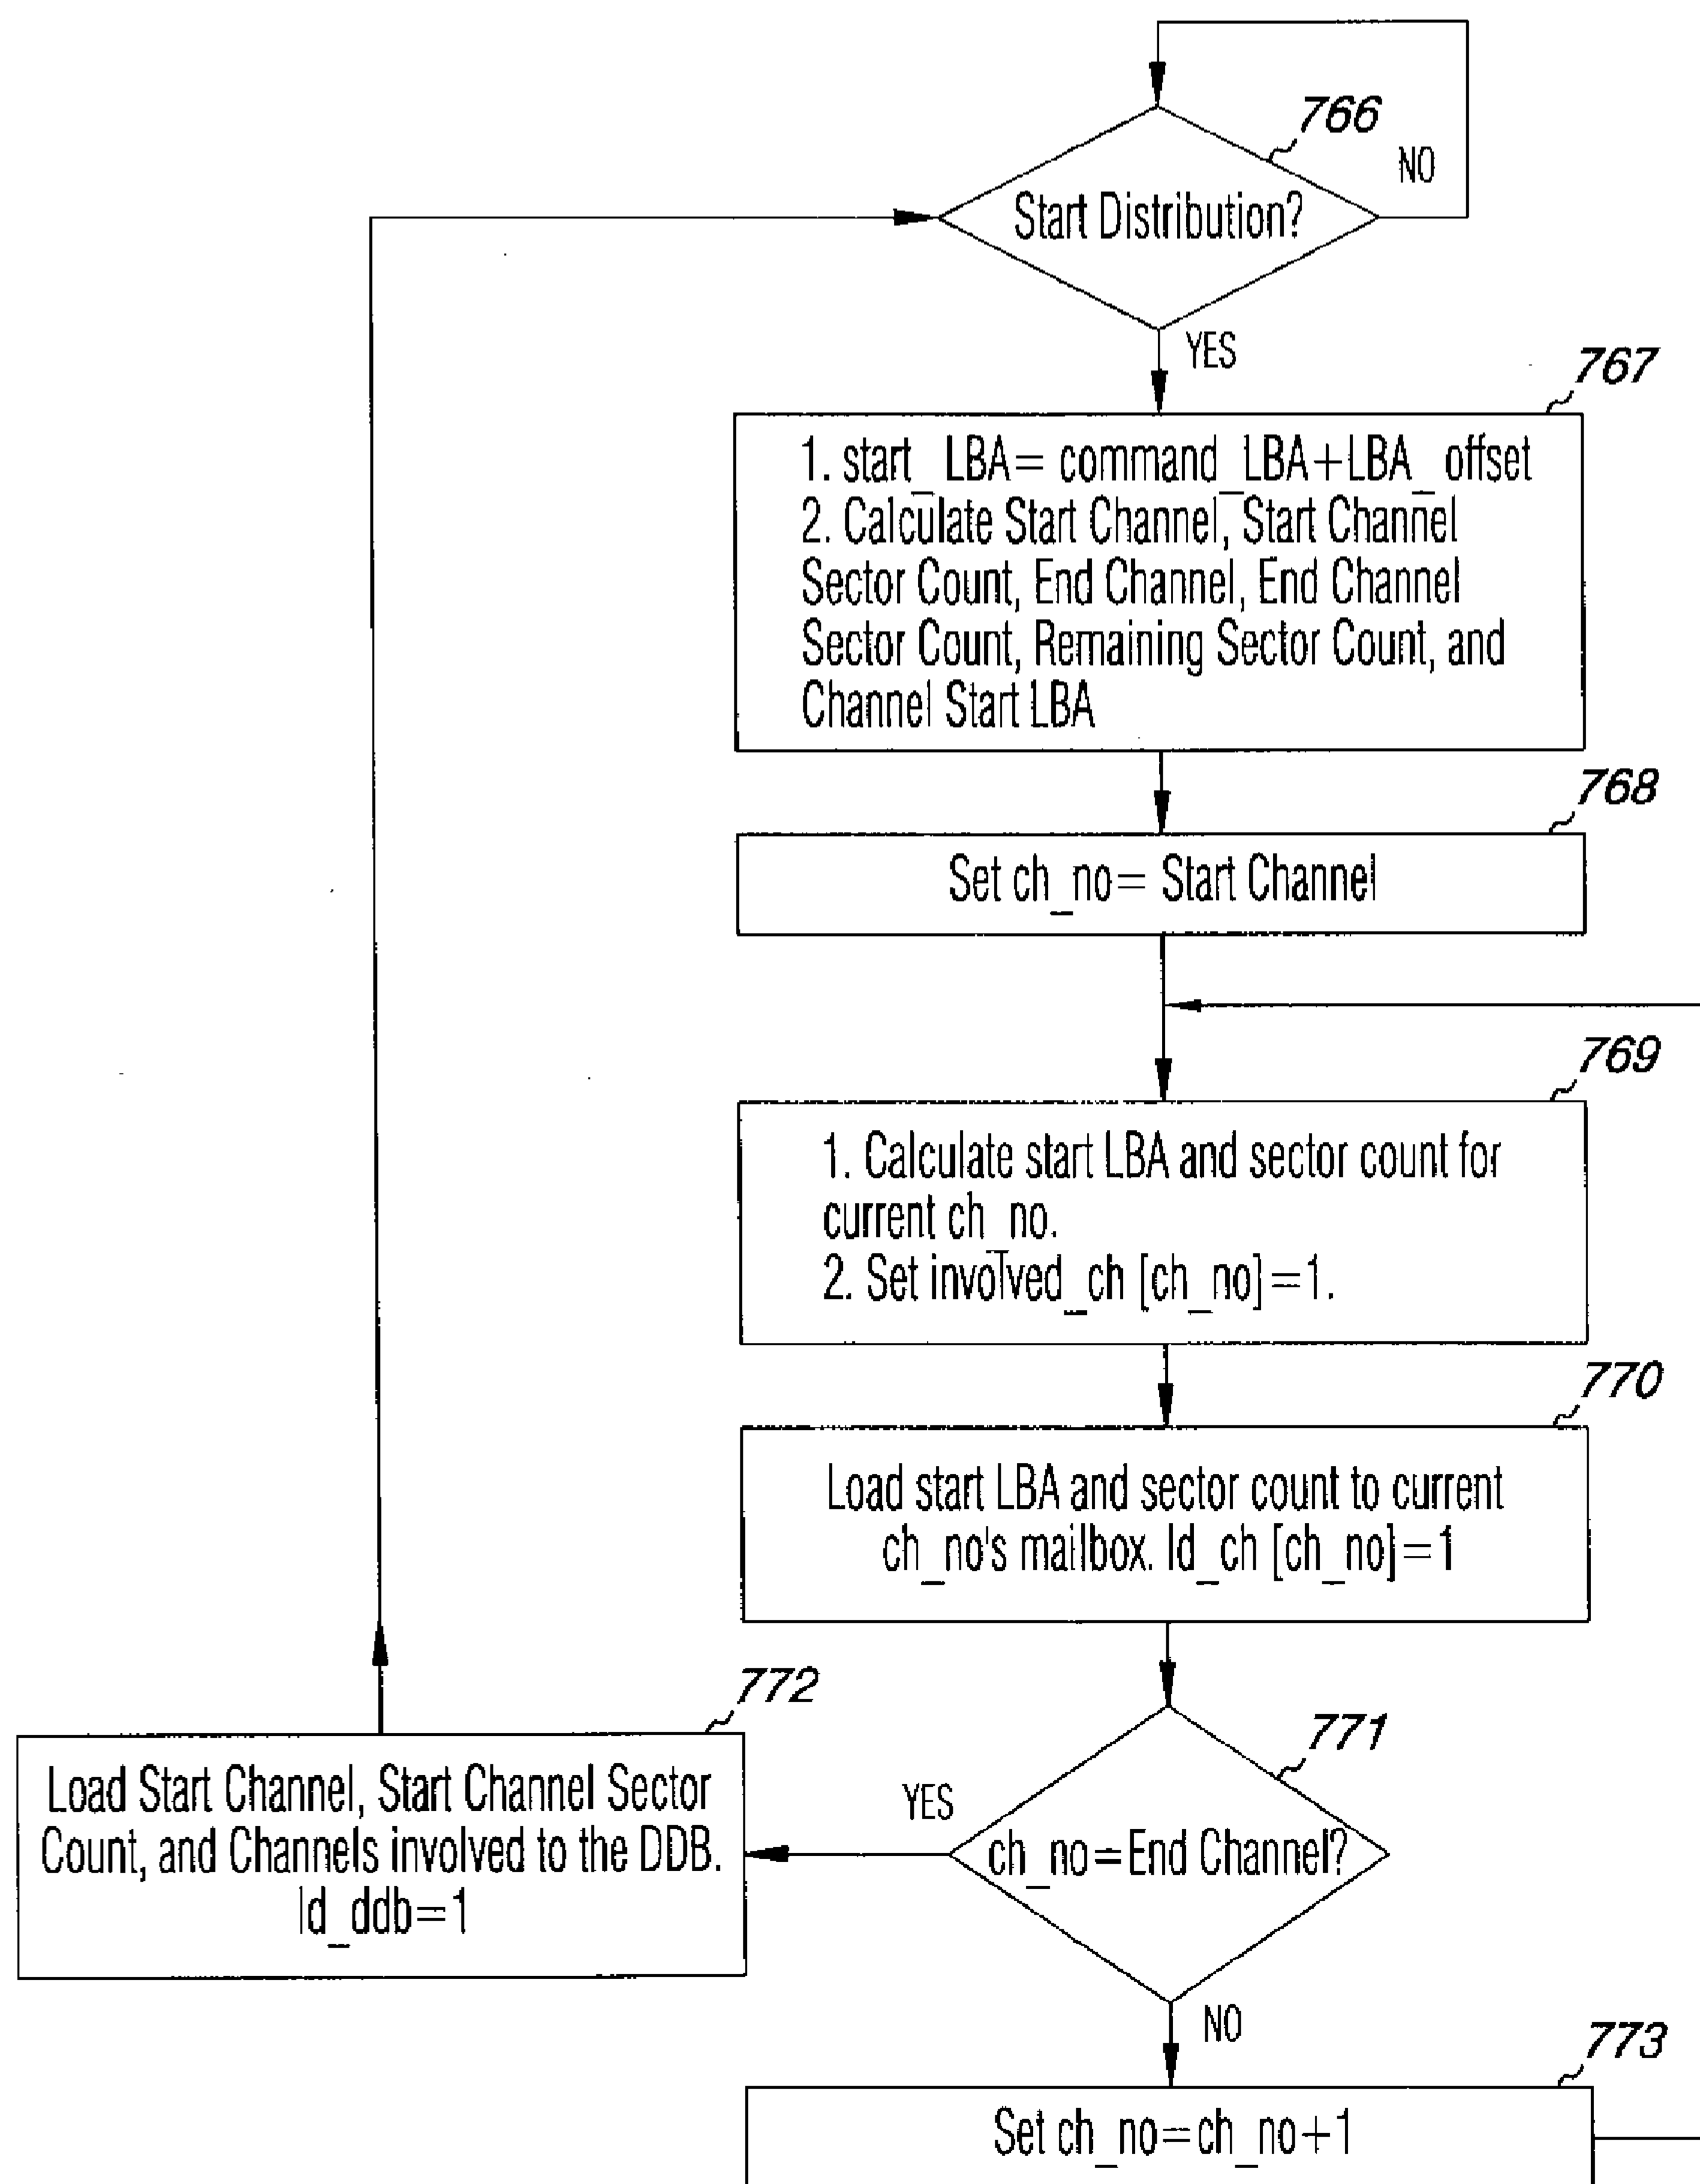 766
NO
Start Distribution?
YES
767
1. start_LBA= command_LBA+LBA_offset
2. Calculate Start Channel, Start Channel
Sector Count, End Channel, End Channel
Sector Count, Remaining Sector Count, and
Channel Start LBA
768
Set ch_no= Start Channel
769
1. Calculate start LBA and sector count for
current ch_no.
2. Set involved_ch [ch_no]=1.
770
Load start LBA and sector count to current
ch_no's mailbox. ld_ch [ch_no]=1
772
Load Start Channel, Start Channel Sector
Count, and Channels involved to the DDB.
ld_ddb=1
771
YES
ch_no=End Channel?
NO
773
Set ch_no=ch_no+1